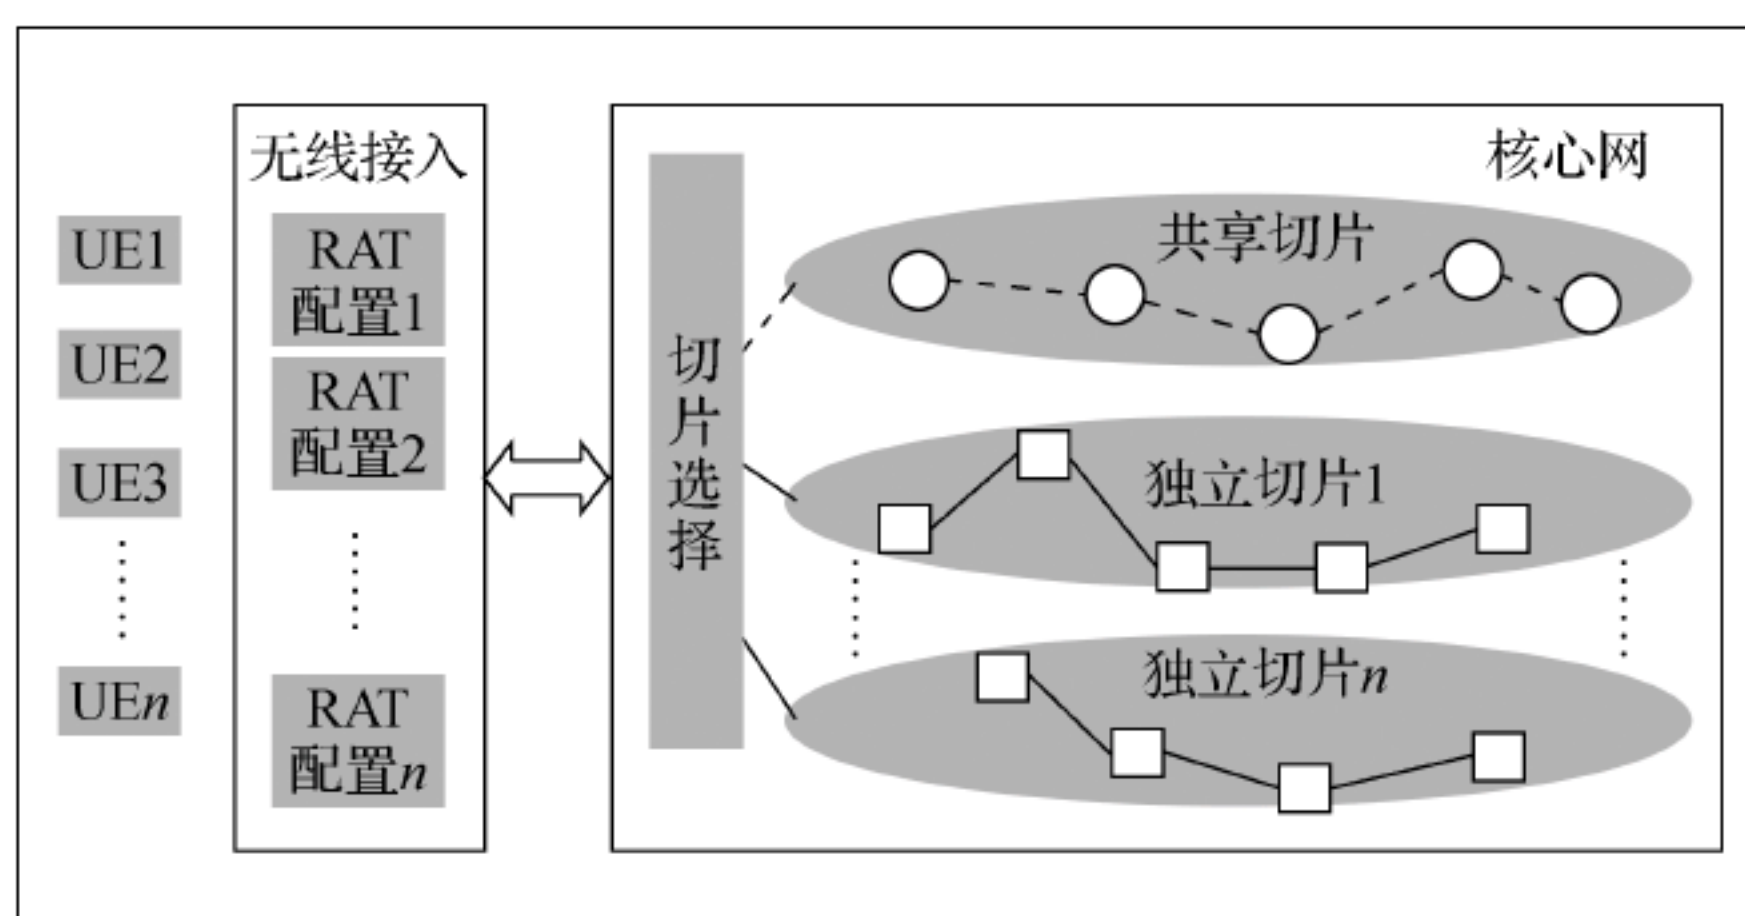 UE1
UE2
UE3
UEn
无线接入
RAT
配置1
RAT
配置2
RAT
配置n
切片选择
核心网
共享切片
独立切片1
独立切片n